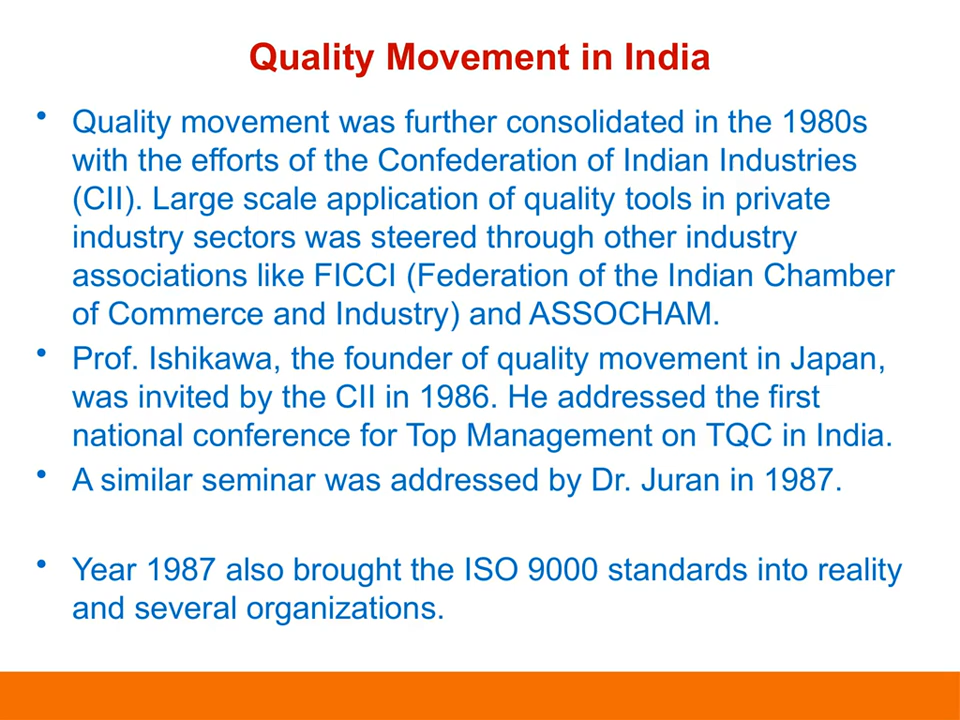 Quality Movement in India
• Quality movement was further consolidated in the 1980s
with the efforts of the Confederation of Indian Industries
(CII). Large scale application of quality tools in private
industry sectors was steered through other industry
associations like FICCI (Federation of the Indian Chamber
of Commerce and Industry) and ASSOCHAM.
• Prof. Ishikawa, the founder of quality movement in Japan,
was invited by the CII in 1986. He addressed the first
national conference for Top Management on TQC in India.
• A similar seminar was addressed by Dr. Juran in 1987.
• Year 1987 also brought the ISO 9000 standards into reality
and several organizations.